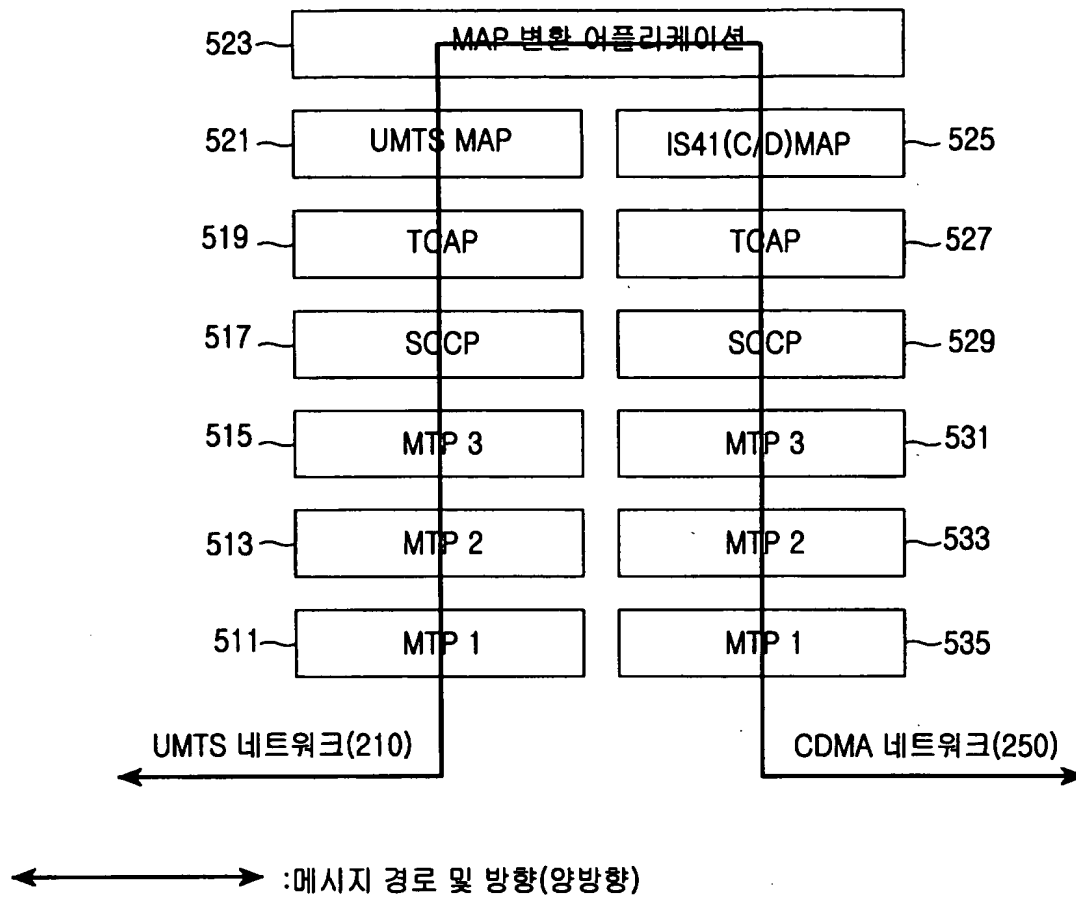 523 MAP 변환 어플리케이션
521 UMTS MAP IS41(C/D)MAP 525
519 TCAP TCAP 527
517 SCCP SCCP 529
515 MTP 3 MTP 3 531
513 MTP 2 MTP 2 533
511 MTP 1 MTP 1 535
UMTS 네트워크(210) CDMA 네트워크(250)
:메시지 경로 및 방향(양방향)